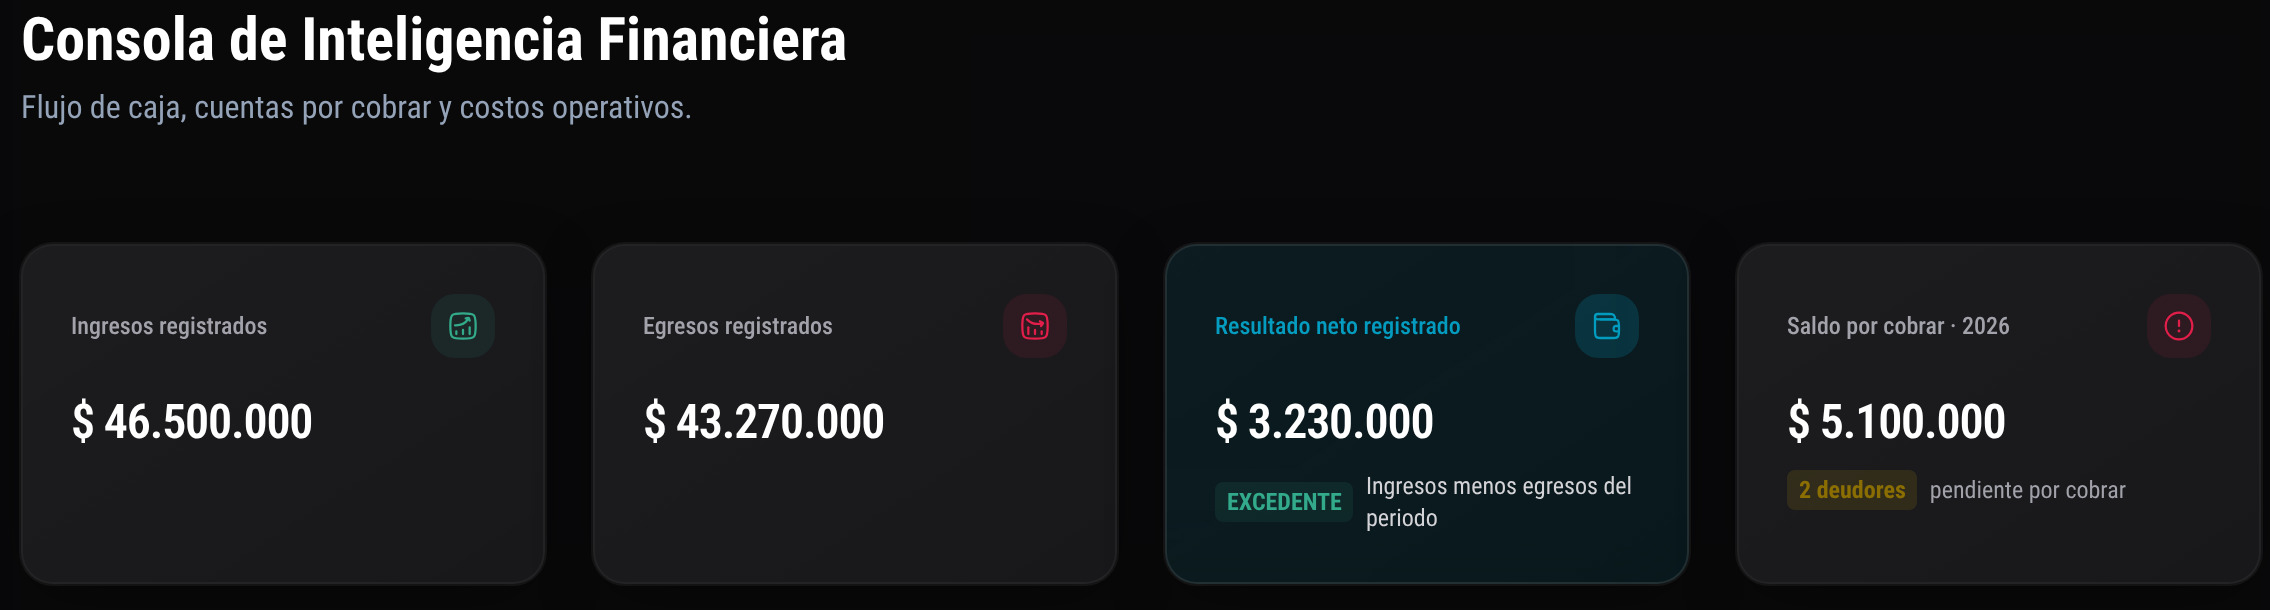 Consola de Inteligencia Financiera
Flujo de caja, cuentas por cobrar y costos operativos.
Ingresos registrados
$ 46.500.000
Egresos registrados
$ 43.270.000
Resultado neto registrado
$ 3.230.000
EXCEDENTE
Ingresos menos egresos del
periodo
Saldo por cobrar · 2026
$ 5.100.000
2 deudores pendiente por cobrar